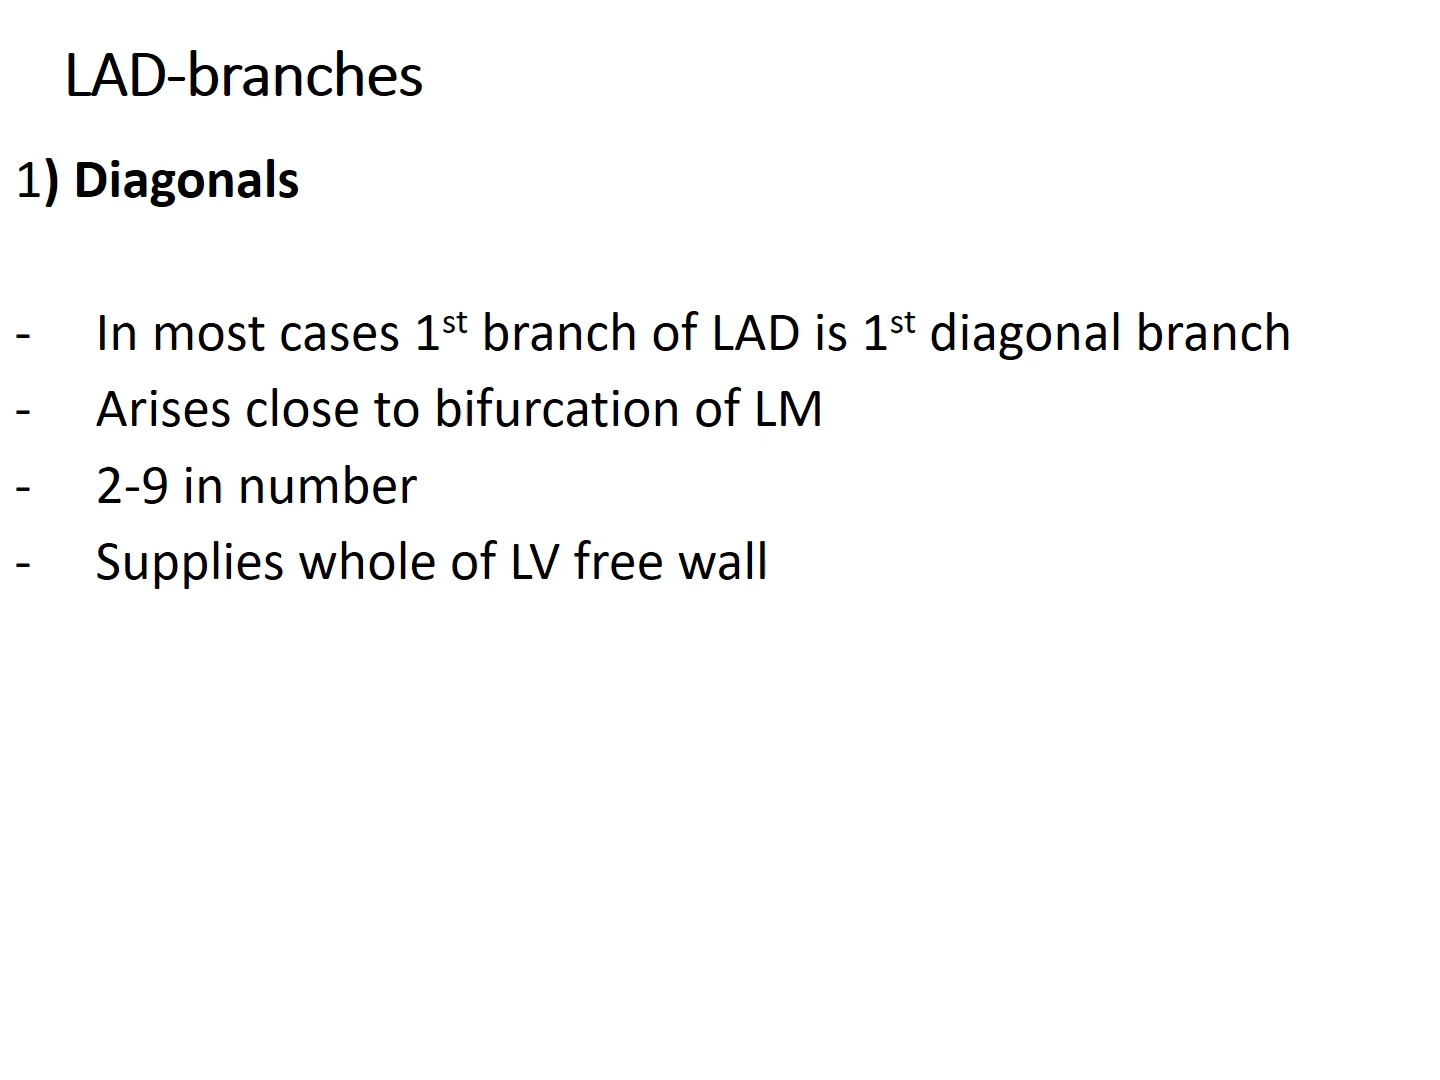 LAD-branches
1) Diagonals
- In most cases 1st branch of LAD is 1st diagonal branch
- Arises close to bifurcation of LM
- 2-9 in number
- Supplies whole of LV free wall